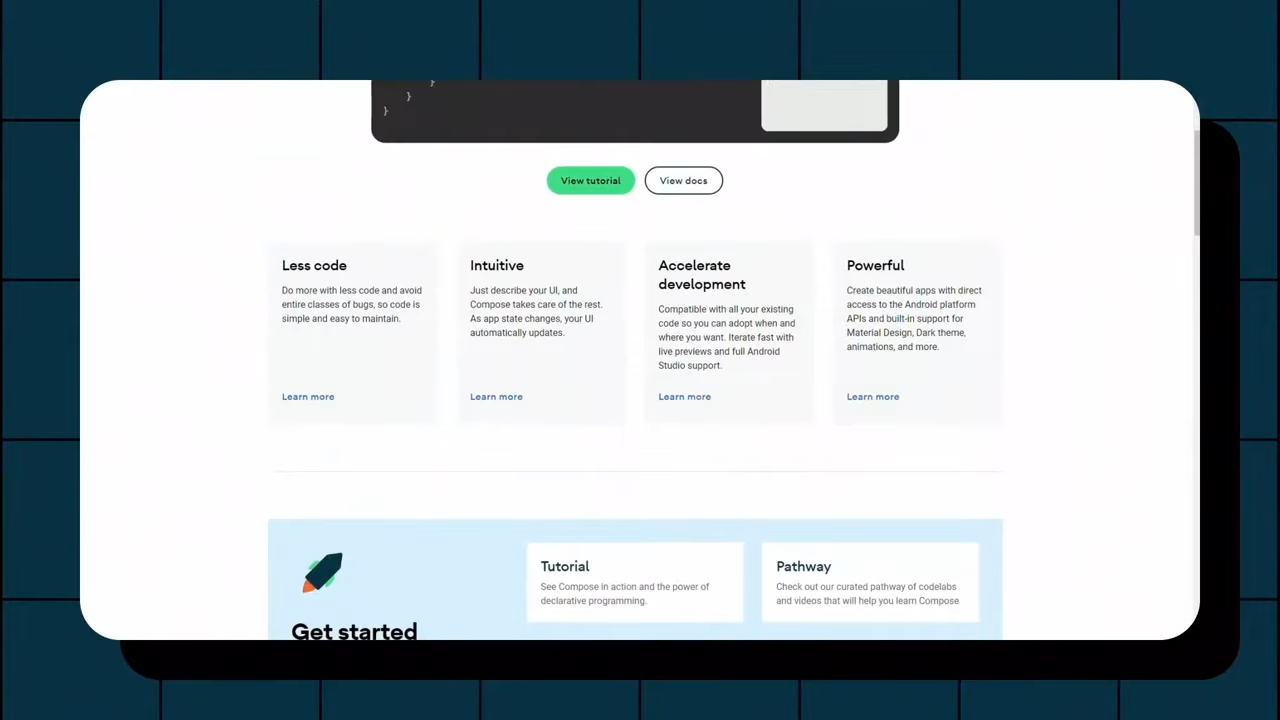 }
}
}
View tutorial
View docs
Less code
Do more with less code and avoid
entire classes of bugs, so code is
simple and easy to maintain.
Learn more
Intuitive
Just describe your UI, and
Compose takes care of the rest.
As app state changes, your UI
automatically updates.
Learn more
Accelerate
development
Compatible with all your existing
code so you can adopt when and
where you want. Iterate fast with
live previews and full Android
Studio support.
Learn more
Powerful
Create beautiful apps with direct
access to the Android platform
APIs and built-in support for
Material Design, Dark theme,
animations, and more.
Learn more
Get started
Tutorial
See Compose in action and the power of
declarative programming.
Pathway
Check out our curated pathway of codelabs
and videos that will help you learn Compose